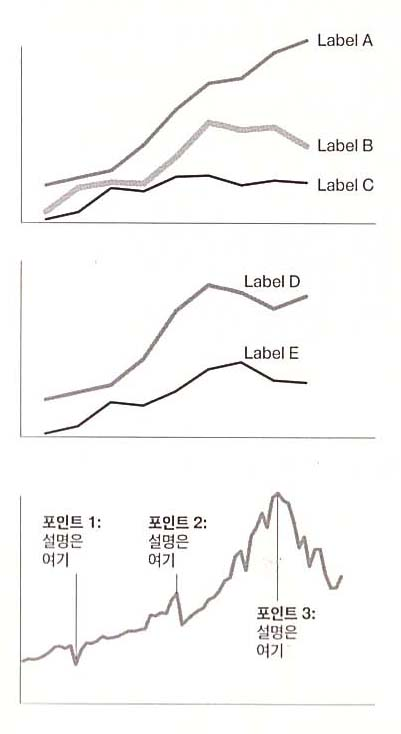 Label A
Label B
Label C
Label D
Label E
포인트 1:
설명은
여기
포인트 2:
설명은
여기
포인트 3:
설명은
여기